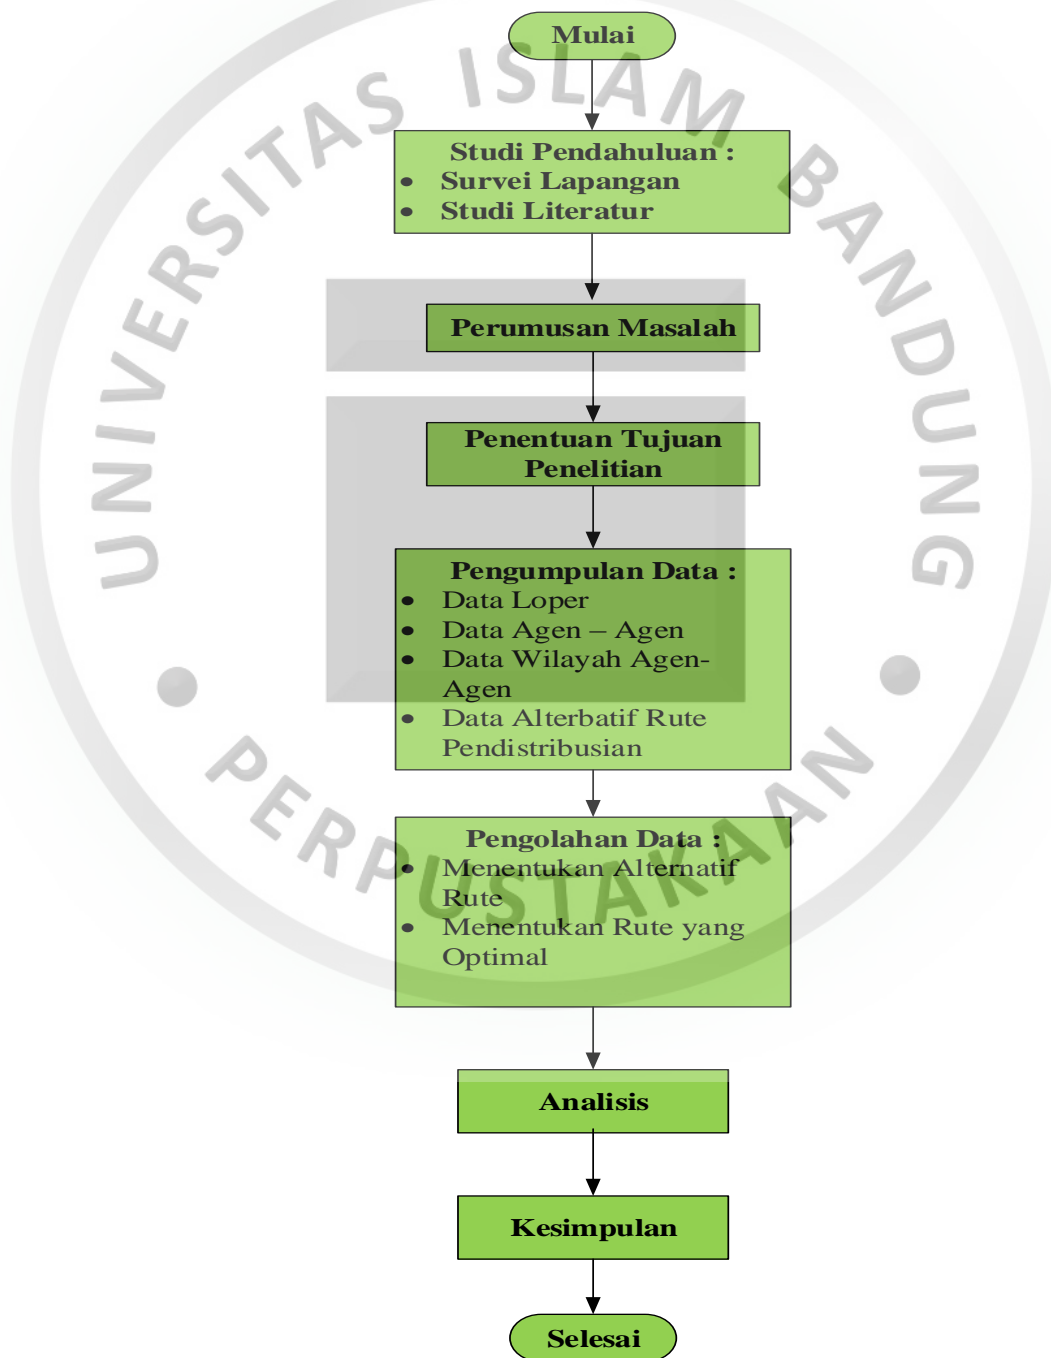 UNIVERSITAS ISLAM BANDUNG
Mulai
Studi Pendahuluan :
• Survei Lapangan
• Studi Literatur
Perumusan Masalah
Penentuan Tujuan
Penelitian
Pengumpulan Data :
• Data Loper
• Data Agen – Agen
• Data Wilayah Agen-
Agen
• Data Alterbatif Rute
Pendistribusian
Pengolahan Data :
• Menentukan Alternatif
Rute
• Menentukan Rute yang
Optimal
Analisis
Kesimpulan
Selesai
• PERPUSTAKAAN •